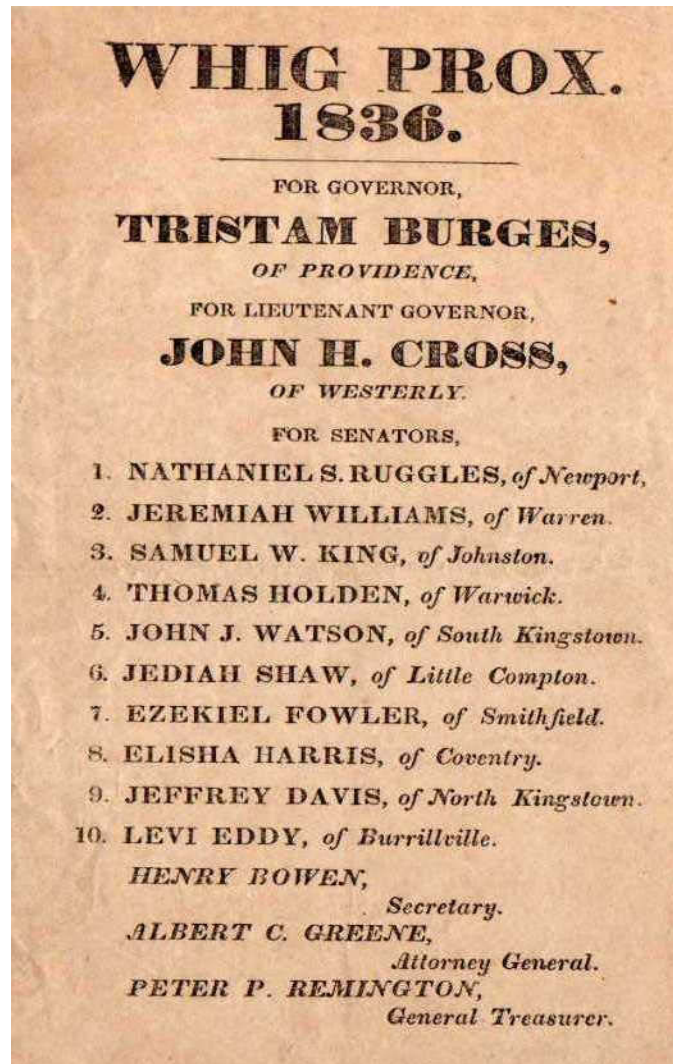 WHIG PROX.
1836.
FOR GOVERNOR,
TRISTAM BURGES,
OF PROVIDENCE,
FOR LIEUTENANT GOVERNOR,
JOHN H. CROSS,
OF WESTERLY.
FOR SENATORS,
1. NATHANIEL S. RUGGLES, of Newport,
2. JEREMIAH WILLIAMS, of Warren.
3. SAMUEL W. KING, of Johnston.
4. THOMAS HOLDEN, of Warwick.
5. JOHN J. WATSON, of South Kingstown.
6. JEDIAH SHAW, of Little Compton.
7. EZEKIEL FOWLER, of Smithfield.
8. ELISHA HARRIS, of Coventry.
9. JEFFREY DAVIS, of North Kingstown.
10. LEVI EDDY, of Burrillville.
HENRY BOWEN,
Secretary.
ALBERT C. GREENE,
Attorney General.
PETER P. REMINGTON,
General Treasurer.